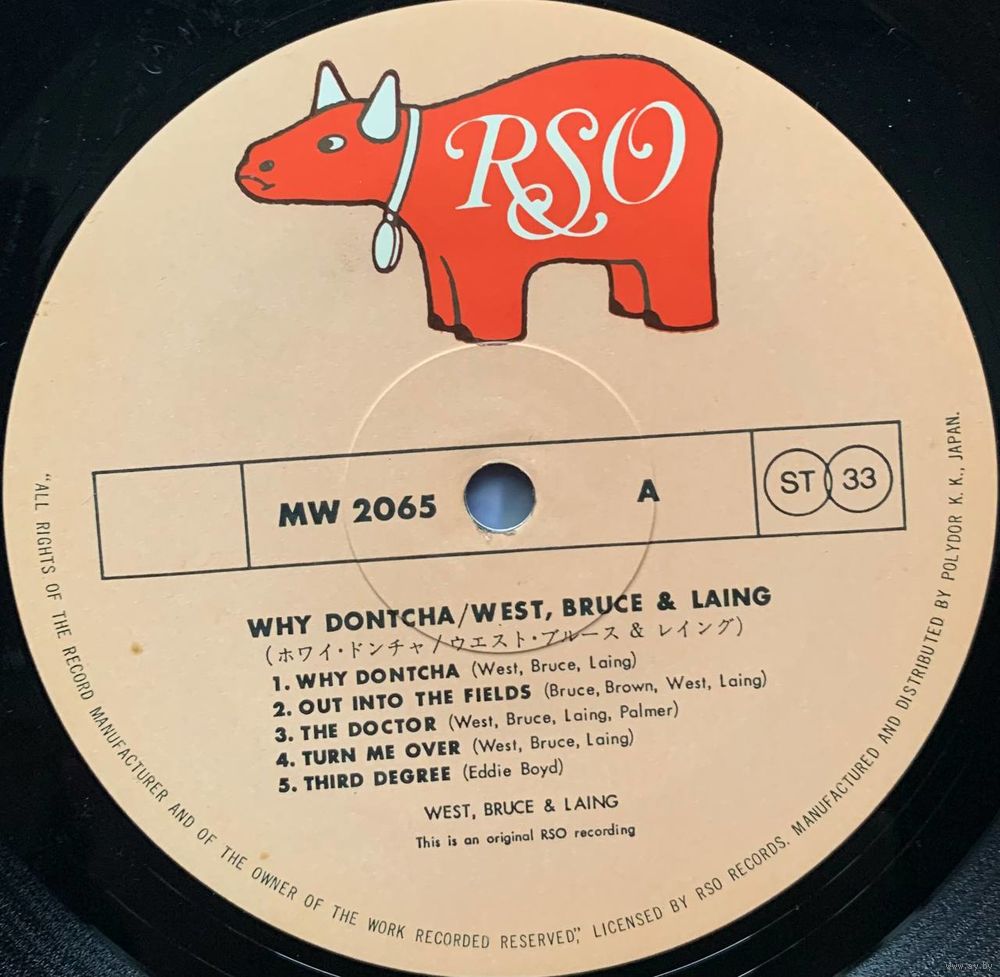 RSO
MW 2065
A
ST 33
WHY DONTCHA/WEST, BRUCE & LAING
(ホワイ・ドンチャ/ウエスト・ブルース & レイング)
1. WHY DONTCHA (West, Bruce, Laing)
2. OUT INTO THE FIELDS (Bruce, Brown, West, Laing)
3. THE DOCTOR (West, Bruce, Laing, Palmer)
4. TURN ME OVER (West, Bruce, Laing)
5. THIRD DEGREE (Eddie Boyd)
WEST, BRUCE & LAING
This is an original RSO recording
"ALL RIGHTS OF THE RECORD MANUFACTURER AND OF THE OWNER OF THE WORK RECORDED RESERVED," LICENSED BY RSO RECORDS. MANUFACTURED AND DISTRIBUTED BY POLYDOR K. K., JAPAN.
www.ay.by